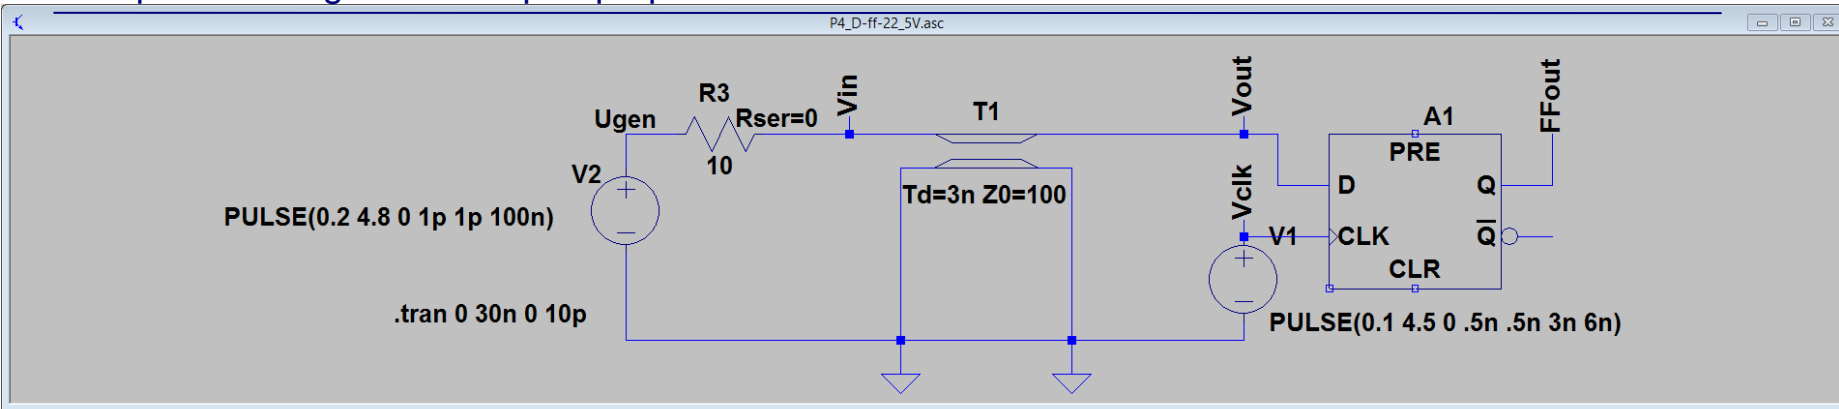 P4_D-ff-22_5V.asc
R3
Ugen
Rser=0
10
Vin
T1
Td=3n Z0=100
Vout
A1
FFout
PRE
V2
D
Q
PULSE(0.2 4.8 0 1p 1p 100n)
Vclk
V1
CLK
Q
CLR
.tran 0 30n 0 10p
PULSE(0.1 4.5 0 .5n .5n 3n 6n)